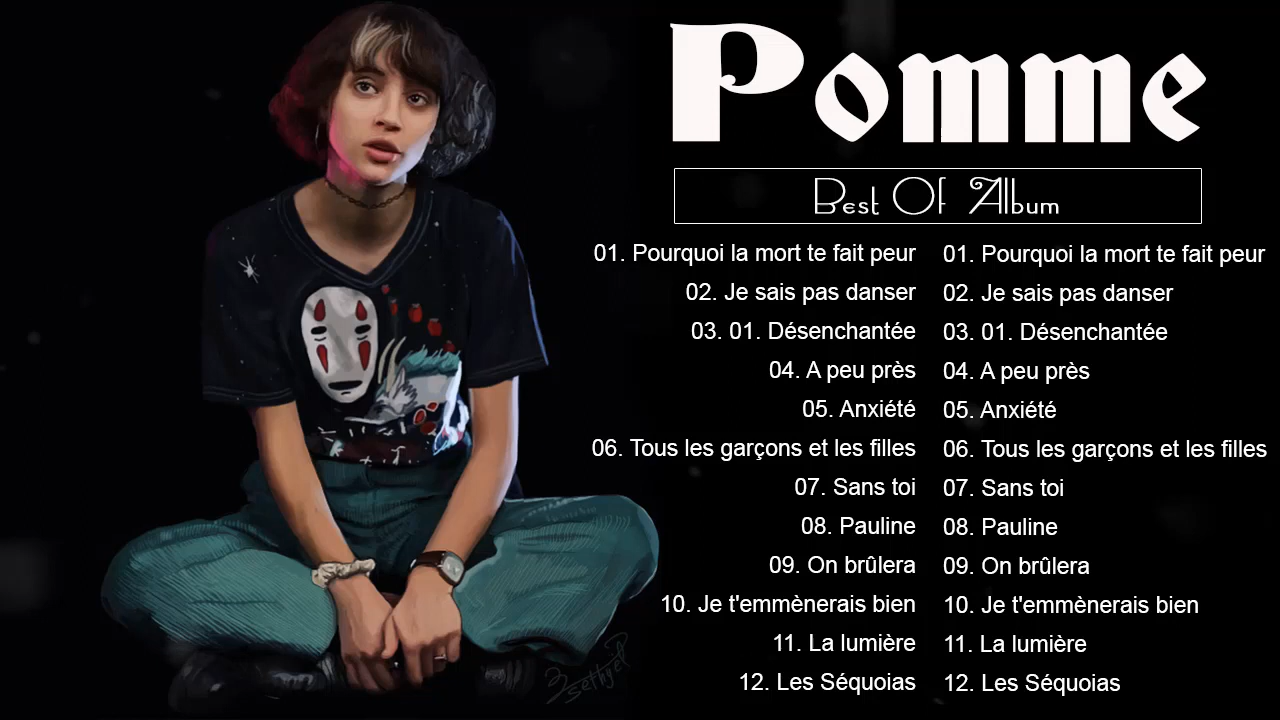 Pomme
Best Of Album
01. Pourquoi la mort te fait peur
02. Je sais pas danser
03. 01. Désenchantée
04. A peu près
05. Anxiété
06. Tous les garçons et les filles
07. Sans toi
08. Pauline
09. On brûlera
10. Je t'emmènerais bien
11. La lumière
12. Les Séquoias
01. Pourquoi la mort te fait peur
02. Je sais pas danser
03. 01. Désenchantée
04. A peu près
05. Anxiété
06. Tous les garçons et les filles
07. Sans toi
08. Pauline
09. On brûlera
10. Je t'emmènerais bien
11. La lumière
12. Les Séquoias